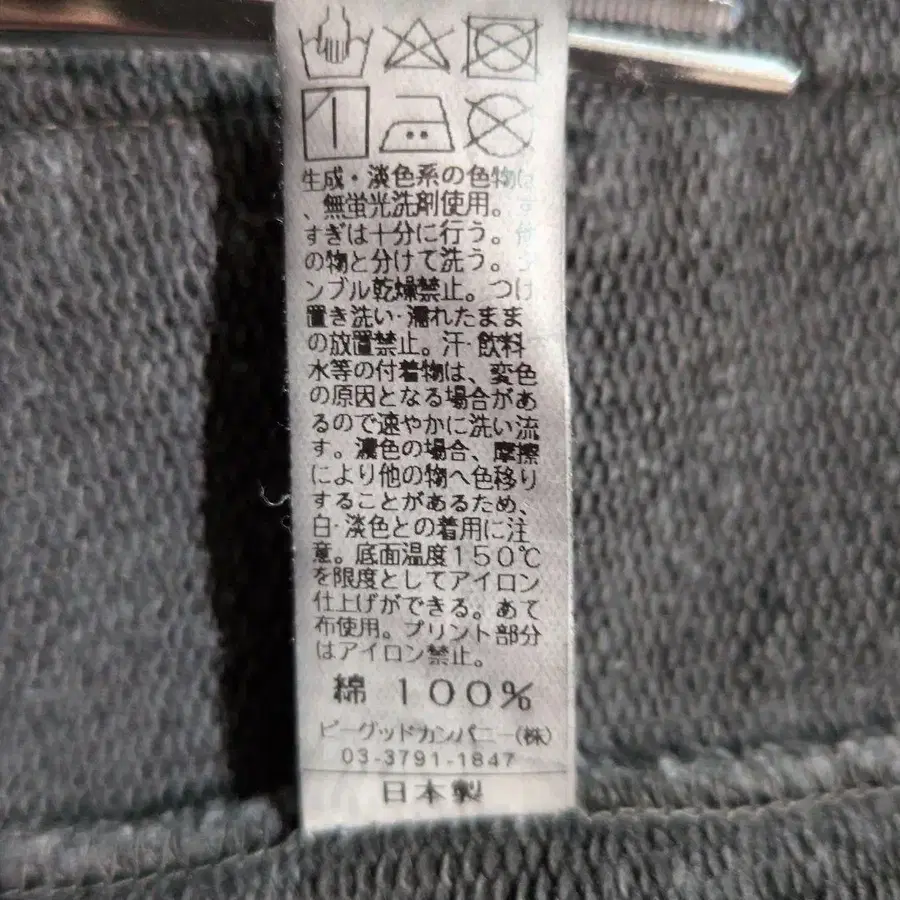 生成・淡色系の色物は
、無蛍光洗剤使用。
すぎは十分に行う。他
の物と分けて洗う。
ンブル乾燥禁止。つけ
置き洗い・濡れたまま
の放置禁止。汗・飲料
水等の付着物は、変色
の原因となる場合があ
るので速やかに洗い流
す。濃色の場合、摩擦
により他の物へ色移り
することがあるため、
白・淡色との着用に注
意。底面温度150℃
を限度としてアイロン
仕上げができる。あて
布使用。プリント部分
はアイロン禁止。
綿 100%
ビーグッドカンパニー(株)
03-3791-1847
日本製